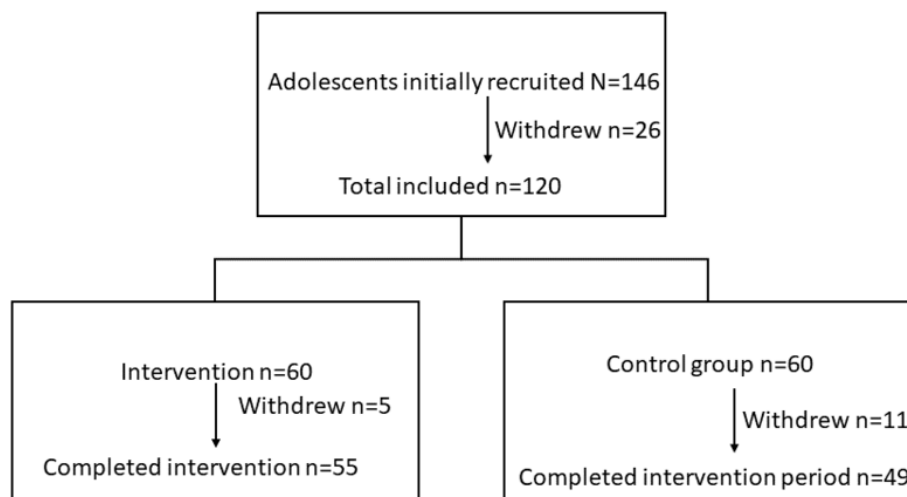 Adolescents initially recruited N=146
Withdrew n=26
Total included n=120
Intervention n=60
Withdrew n=5
Completed intervention n=55
Control group n=60
Withdrew n=11
Completed intervention period n=49